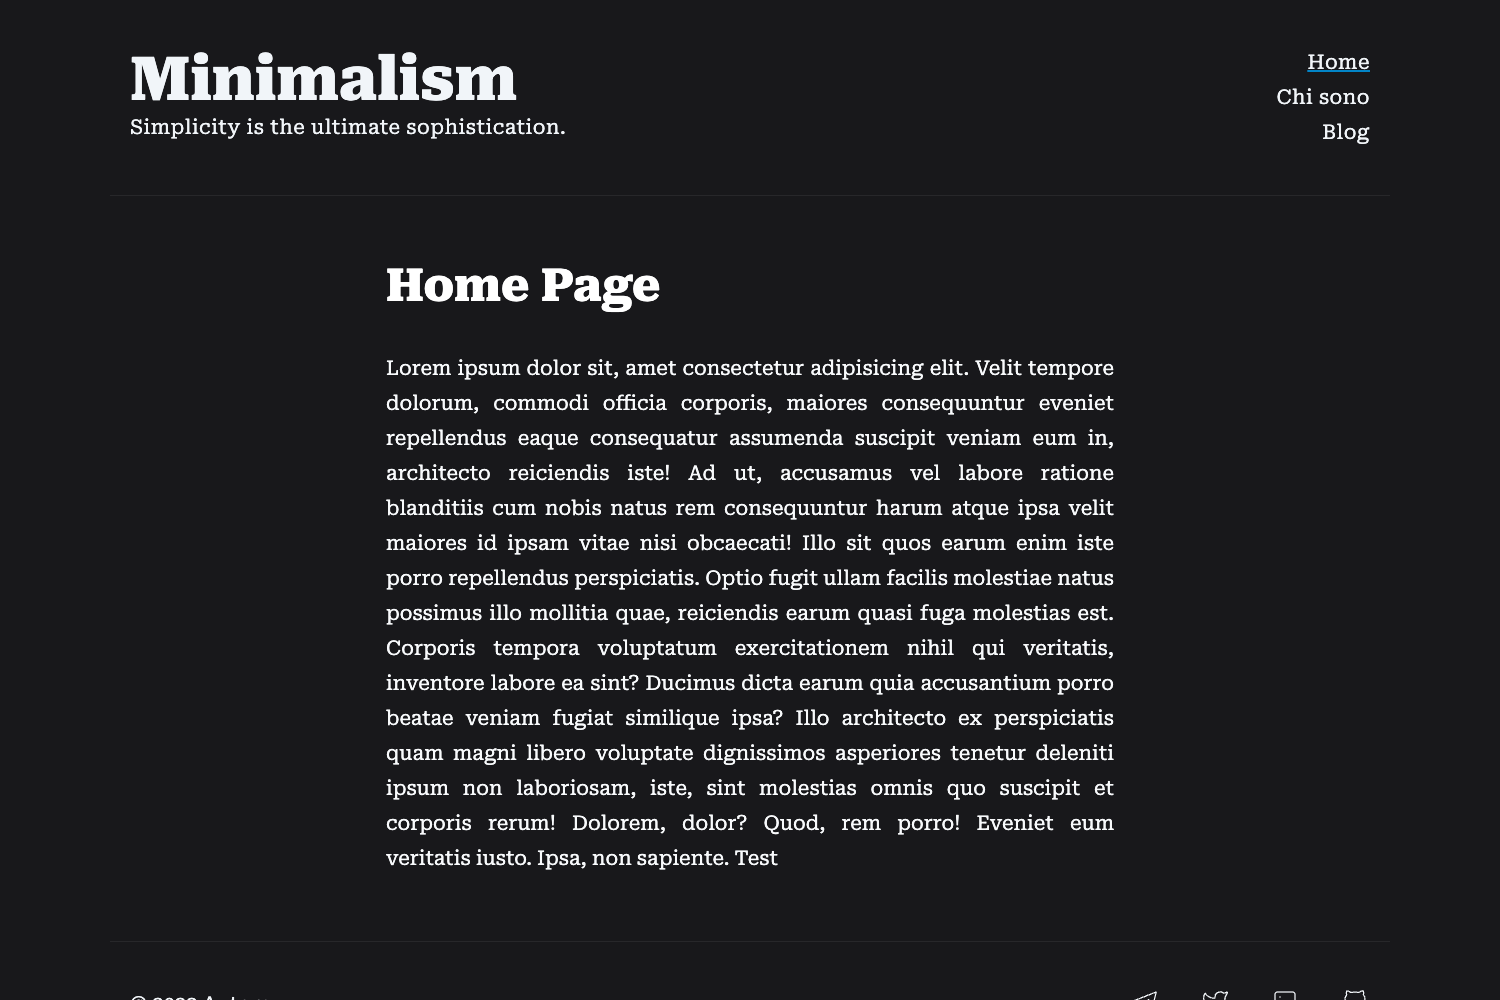 Minimalism
Simplicity is the ultimate sophistication.
Home
Chi sono
Blog
Home Page
Lorem ipsum dolor sit, amet consectetur adipisicing elit. Velit tempore
dolorum, commodi officia corporis, maiores consequuntur eveniet
repellendus eaque consequatur assumenda suscipit veniam eum in,
architecto reiciendis iste! Ad ut, accusamus vel labore ratione
blanditiis cum nobis natus rem consequuntur harum atque ipsa velit
maiores id ipsam vitae nisi obcaecati! Illo sit quos earum enim iste
porro repellendus perspiciatis. Optio fugit ullam facilis molestiae natus
possimus illo mollitia quae, reiciendis earum quasi fuga molestias est.
Corporis tempora voluptatum exercitationem nihil qui veritatis,
inventore labore ea sint? Ducimus dicta earum quia accusantium porro
beatae veniam fugiat similique ipsa? Illo architecto ex perspiciatis
quam magni libero voluptate dignissimos asperiores tenetur deleniti
ipsum non laboriosam, iste, sint molestias omnis quo suscipit et
corporis rerum! Dolorem, dolor? Quod, rem porro! Eveniet eum
veritatis iusto. Ipsa, non sapiente. Test